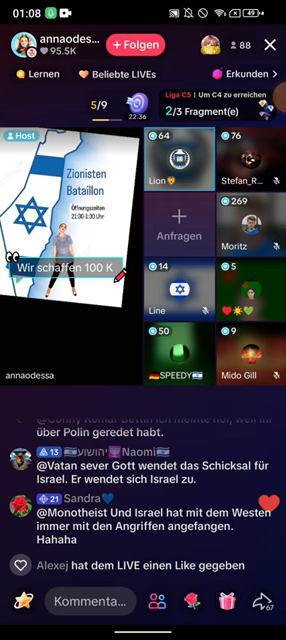 01:08
49
annaodes...
95.5K
+ Folgen
88
Lernen
Beliebte LIVEs
Erkunden
5/9
22:36
Liga C5 | Um C4 zu erreichen
2/3 Fragment(e)
Host
Zionisten
Bataillon
Öffnungszeiten
21:30-1:00 Uhr
Wir schaffen 100 K
annaodessa
64
Lion
76
Stefan_R...
Anfragen
269
Moritz
14
Line
5
50
SPEEDY
9
Mido Gill
über Polin geredet habt.
13 יהושוע Naomi
@Vatan sever Gott wendet das Schicksal für
Israel. Er wendet sich Israel zu.
21 Sandra
@Monotheist Und Israel hat mit dem Westen
immer mit den Angriffen angefangen.
Hahaha
Alexej hat dem LIVE einen Like gegeben
Kommenta...
67